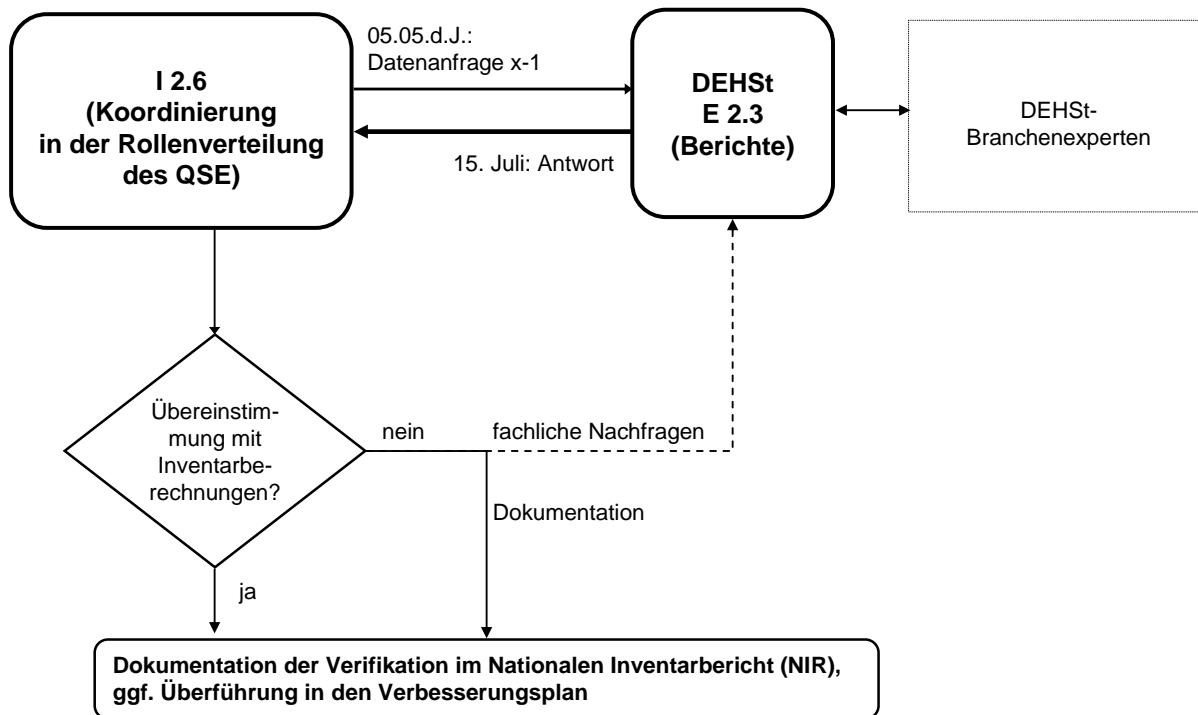 I 2.6
(Koordinierung
in der Rollenverteilung
des QSE)
05.05.d.J.:
Datenanfrage x-1
15. Juli: Antwort
DEHSt
E 2.3
(Berichte)
DEHSt-
Branchenexperten
Übereinstim-
mung mit
Inventarbe-
rechnungen?
nein
fachliche Nachfragen
Dokumentation
ja
Dokumentation der Verifikation im Nationalen Inventarbericht (NIR),
ggf. Überführung in den Verbesserungsplan